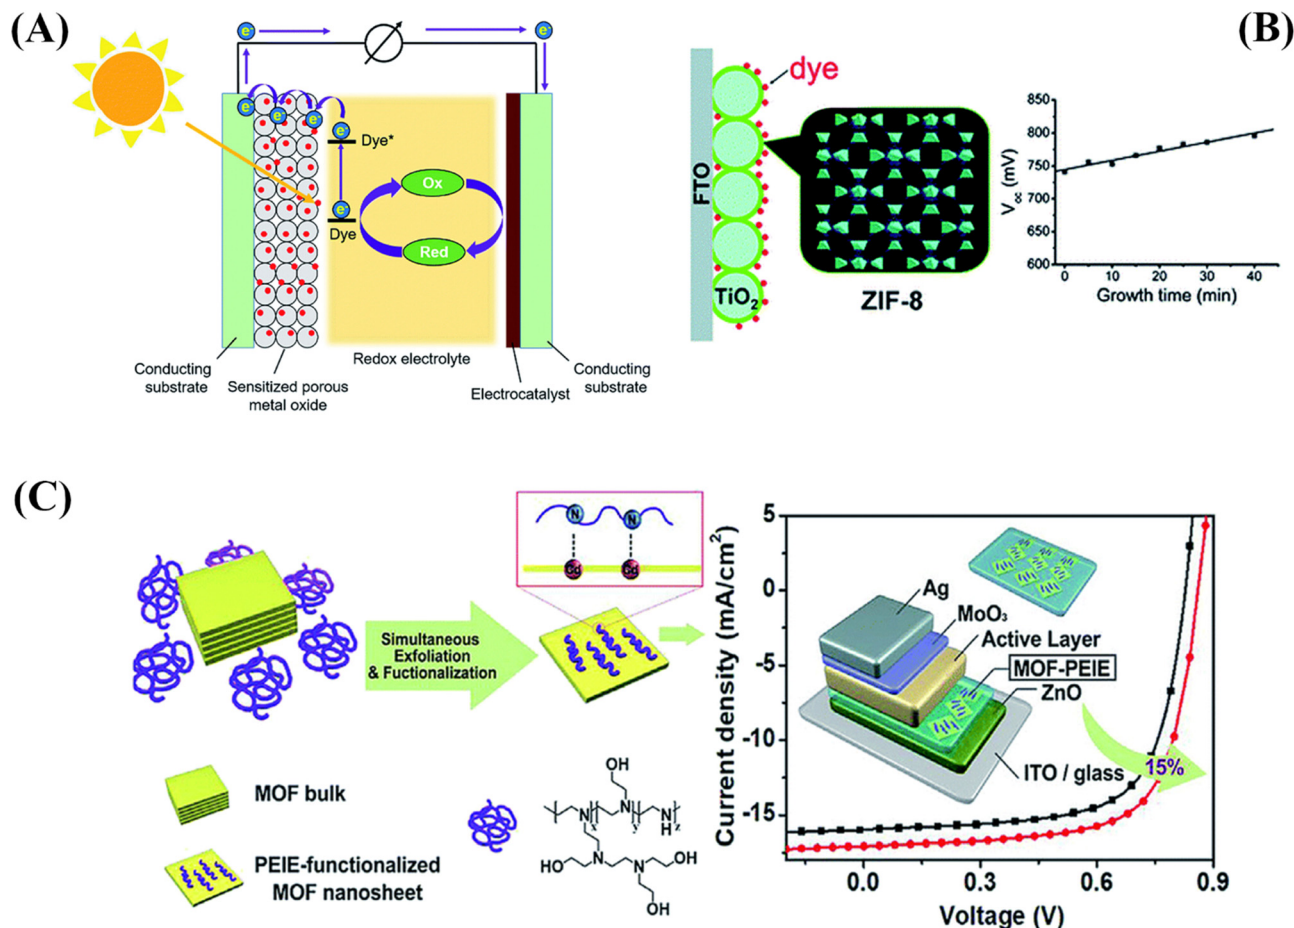 (A)
e-
e-
e-
e-
e-
e-
Dye*
e-
Dye
Ox
Red
Conducting
substrate
Sensitized porous
metal oxide
Redox electrolyte
Electrocatalyst
Conducting
substrate
(B)
FTO
dye
TiO₂
ZIF-8
Voc (mV)
850
800
750
700
650
600
0
10
20
30
40
Growth time (min)
(C)
Simultaneous
Exfoliation
& Fuctionalization
N
N
Gd
Gd
MOF bulk
PEIE-functionalized
MOF nanosheet
OH
N
x
N
y
N
H
z
N
HO
N
OH
OH
Current density (mA/cm²)
5
0
-5
-10
-15
0.0
0.3
0.6
0.9
Voltage (V)
Ag
MoO₃
Active Layer
MOF-PEIE
ZnO
ITO / glass
15%